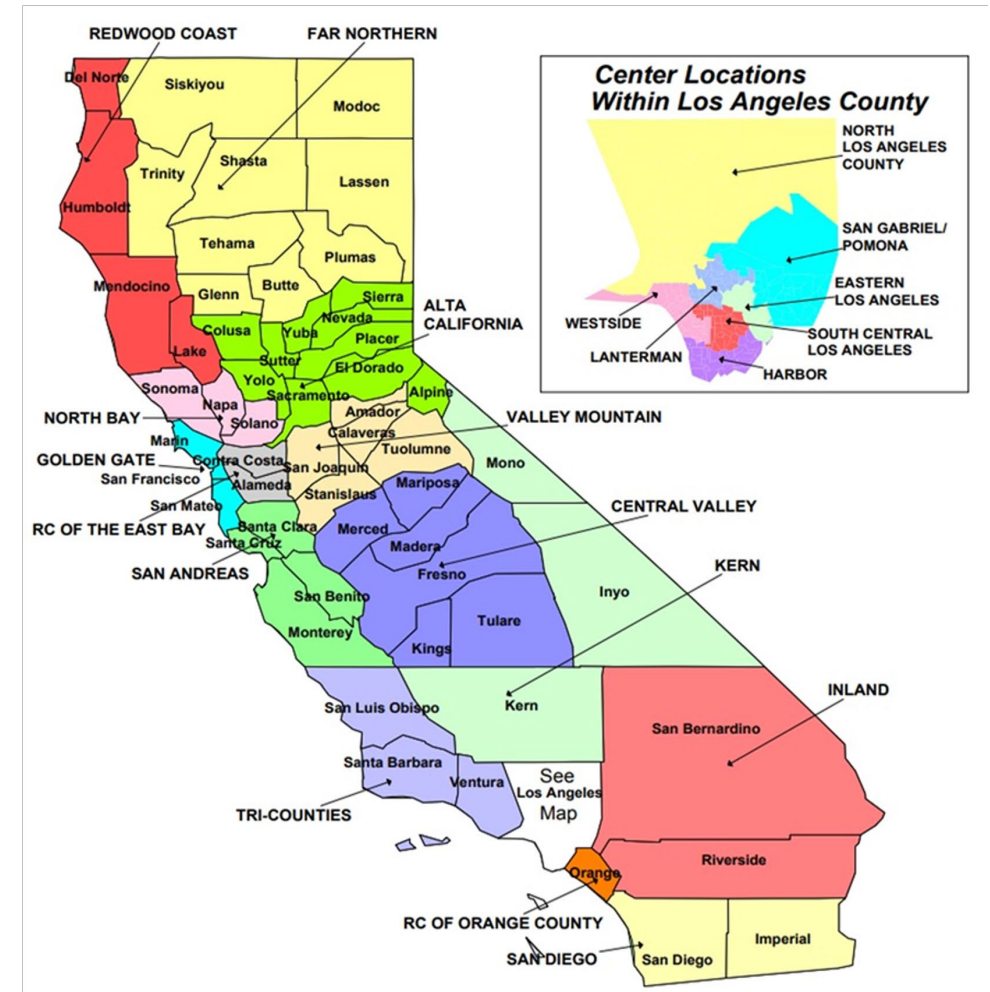 REDWOOD COAST
FAR NORTHERN
Del Norte
Siskiyou
Modoc
Trinity
Shasta
Lassen
Humboldt
Tehama
Plumas
Mendocino
Glenn
Butte
Sierra
Colusa
Yuba
Nevada
Placer
ALTA
CALIFORNIA
Lake
Sutter
El Dorado
Sonoma
Yolo
Sacramento
Alpine
Napa
Solano
Amador
NORTH BAY
VALLEY MOUNTAIN
Calaveras
Marin
Tuolumne
GOLDEN GATE
Contra Costa
San Joaquin
Mono
San Francisco
Alameda
Mariposa
Stanislaus
San Mateo
CENTRAL VALLEY
RC OF THE EAST BAY
Santa Clara
Merced
Santa Cruz
Madera
SAN ANDREAS
Fresno
KERN
San Benito
Inyo
Monterey
Tulare
Kings
INLAND
San Luis Obispo
Kern
San Bernardino
Santa Barbara
Ventura
See
Los Angeles
Map
TRI-COUNTIES
Riverside
Orange
RC OF ORANGE COUNTY
SAN DIEGO
San Diego
Imperial
Center Locations
Within Los Angeles County
NORTH
LOS ANGELES
COUNTY
SAN GABRIEL/
POMONA
EASTERN
LOS ANGELES
WESTSIDE
SOUTH CENTRAL
LOS ANGELES
LANTERMAN
HARBOR